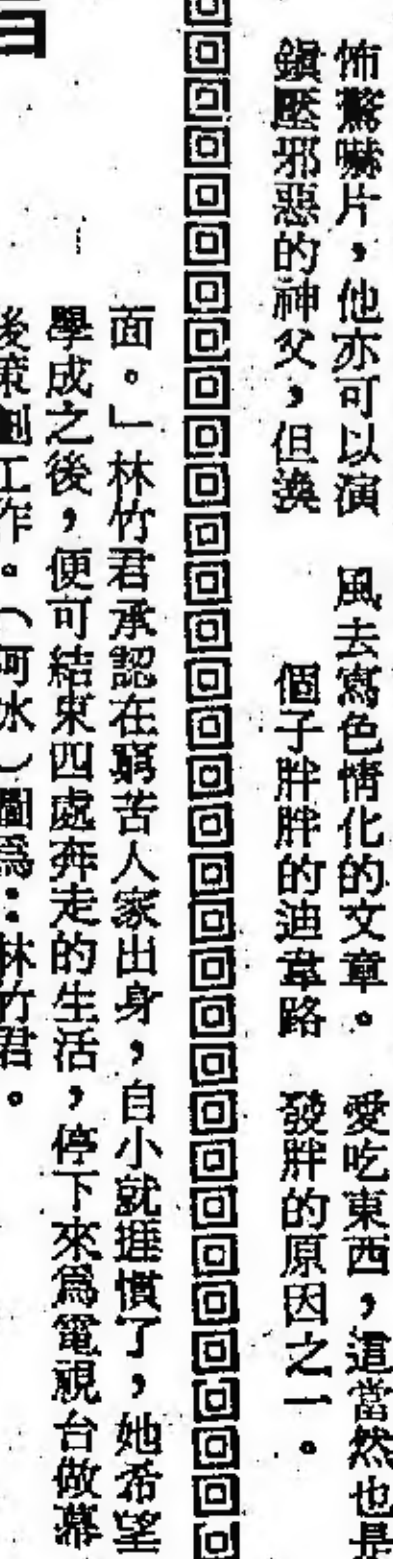 怖驚嚇片，他亦可以演
鎮壓邪惡的神父，但
風去寫色情化的文章。
個子胖胖的迪韋路
愛吃東西，這當然也是
發胖的原因之一。
面。」林竹君承認在窮苦人家出身，自小就捱慣了，她希望
學成之後，便可結束四處奔走的生活，停下來爲電視台做幕
後策劃工作。（河水）圖爲：林竹君。